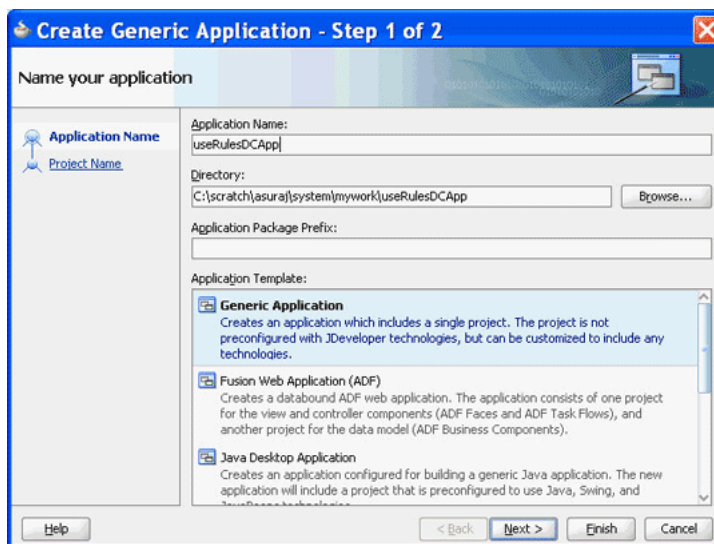 Create Generic Application - Step 1 of 2
Name your application
Application Name
Project Name
Application Name:
useRulesDCApp
Directory:
C:\scratch\asuraj\system\mywork\useRulesDCApp
Browse...
Application Package Prefix:
Application Template:
Generic Application
Creates an application which includes a single project. The project is not
preconfigured with JDeveloper technologies, but can be customized to include any
technologies.
Fusion Web Application (ADF)
Creates a databound ADF web application. The application consists of one project
for the view and controller components (ADF Faces and ADF Task Flows), and
another project for the data model (ADF Business Components).
Java Desktop Application
Creates an application configured for building a generic Java application. The new
application will include a project that is preconfigured to use Java, Swing, and
Help
< Back
Next >
Finish
Cancel